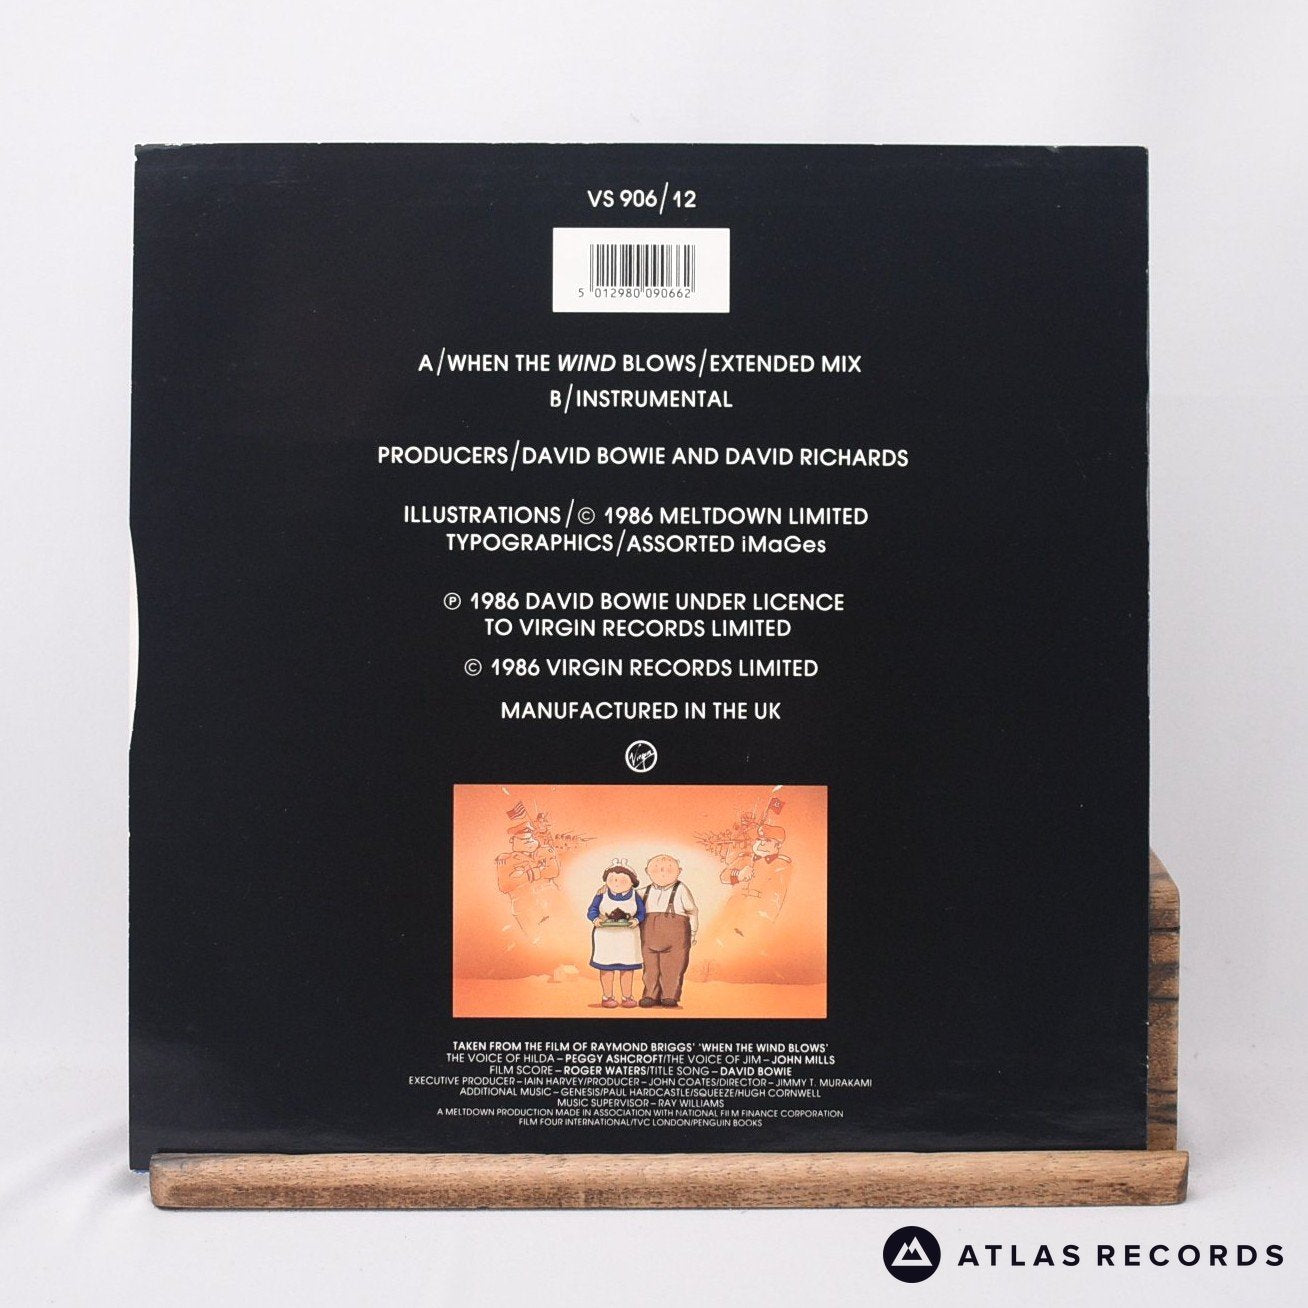 VS 906/12
5 012980 090662
A/WHEN THE WIND BLOWS/EXTENDED MIX
B/INSTRUMENTAL
PRODUCERS/DAVID BOWIE AND DAVID RICHARDS
ILLUSTRATIONS/© 1986 MELTDOWN LIMITED
TYPOGRAPHICS/ASSORTED iMaGes
℗ 1986 DAVID BOWIE UNDER LICENCE
TO VIRGIN RECORDS LIMITED
© 1986 VIRGIN RECORDS LIMITED
MANUFACTURED IN THE UK
Virgin
TAKEN FROM THE FILM OF RAYMOND BRIGGS' 'WHEN THE WIND BLOWS'
THE VOICE OF HILDA – PEGGY ASHCROFT/THE VOICE OF JIM – JOHN MILLS
FILM SCORE – ROGER WATERS/TITLE SONG – DAVID BOWIE
EXECUTIVE PRODUCER – IAIN HARVEY/PRODUCER – JOHN COATES/DIRECTOR – JIMMY T. MURAKAMI
ADDITIONAL MUSIC – GENESIS/PAUL HARDCASTLE/SQUEEZE/HUGH CORNWELL
MUSIC SUPERVISOR – RAY WILLIAMS
A MELTDOWN PRODUCTION MADE IN ASSOCIATION WITH NATIONAL FILM FINANCE CORPORATION
FILM FOUR INTERNATIONAL/TVC LONDON/PENGUIN BOOKS
ATLAS RECORDS